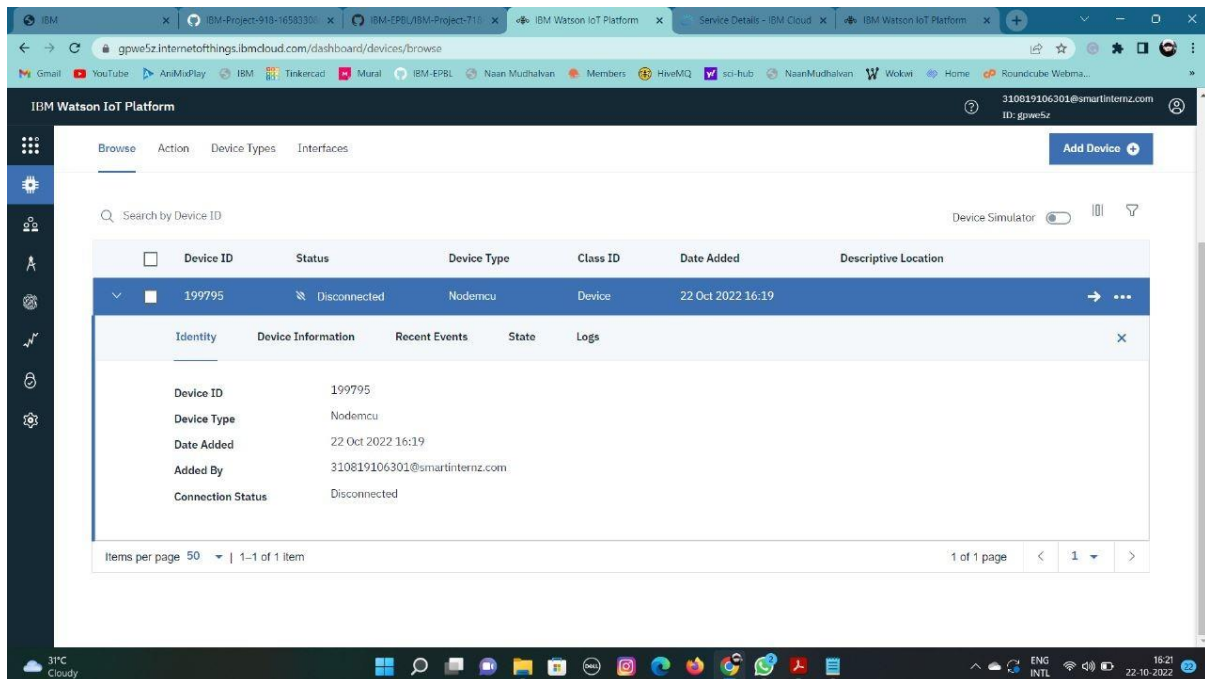 IBM
IBM-Project-918-1658330
IBM-EPBL/IBM-Project-718
IBM Watson IoT Platform
Service Details - IBM Cloud
IBM Watson IoT Platform
gpwe5z.internetofthings.ibmcloud.com/dashboard/devices/browse
Gmail YouTube AniMixPlay IBM Tinkercad Mural IBM-EPBL Naan Mudhalvan Members HiveMQ sci-hub NaanMudhalvan Wokwi Home Roundcube Webma...
IBM Watson IoT Platform
310819106301@smartinternz.com
ID: gpwe5z
Browse Action Device Types Interfaces
Add Device
Search by Device ID
Device Simulator
Device ID Status Device Type Class ID Date Added Descriptive Location
199795 Disconnected Nodemcu Device 22 Oct 2022 16:19
Identity Device Information Recent Events State Logs
Device ID 199795
Device Type Nodemcu
Date Added 22 Oct 2022 16:19
Added By 310819106301@smartinternz.com
Connection Status Disconnected
Items per page 50 | 1–1 of 1 item
1 of 1 page 1
31°C
Cloudy
DELL
ENG
INTL
16:21
22-10-2022
22